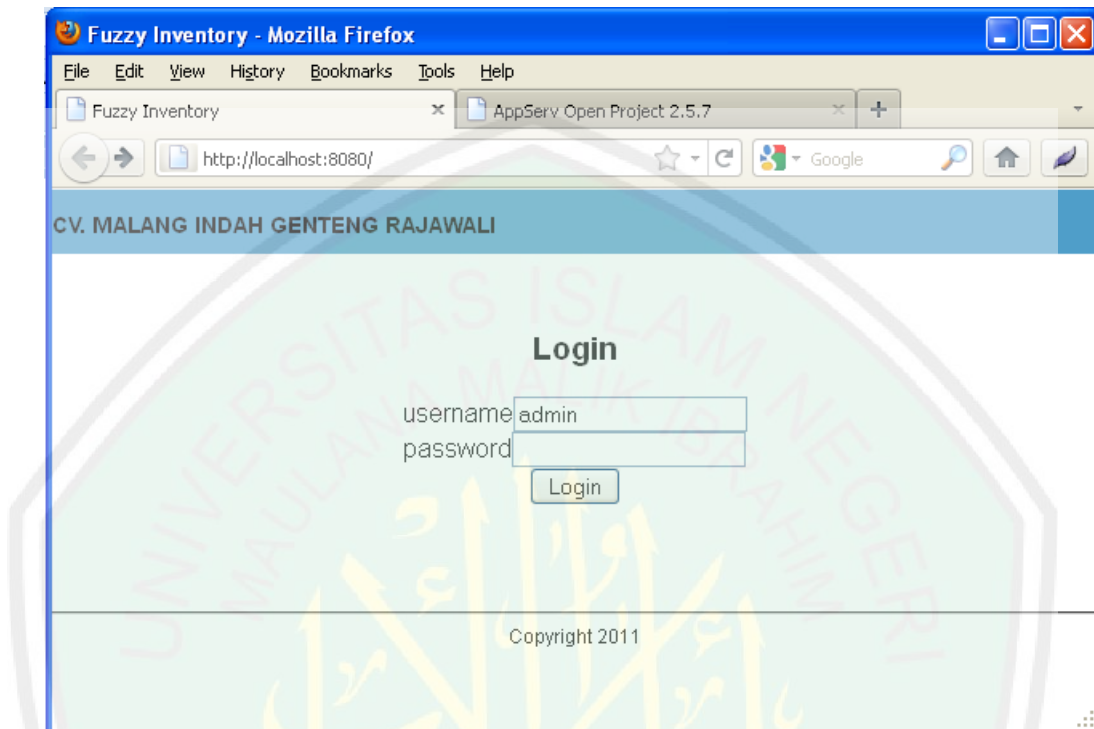 Fuzzy Inventory - Mozilla Firefox
File Edit View History Bookmarks Tools Help
Fuzzy Inventory AppServ Open Project 2.5.7
http://localhost:8080/ Google
CV. MALANG INDAH GENTENG RAJAWALI
Login
username admin
password
Login
Copyright 2011
UNIVERSITAS ISLAM NEGERI
MAULANA MALIK IBRAHIM